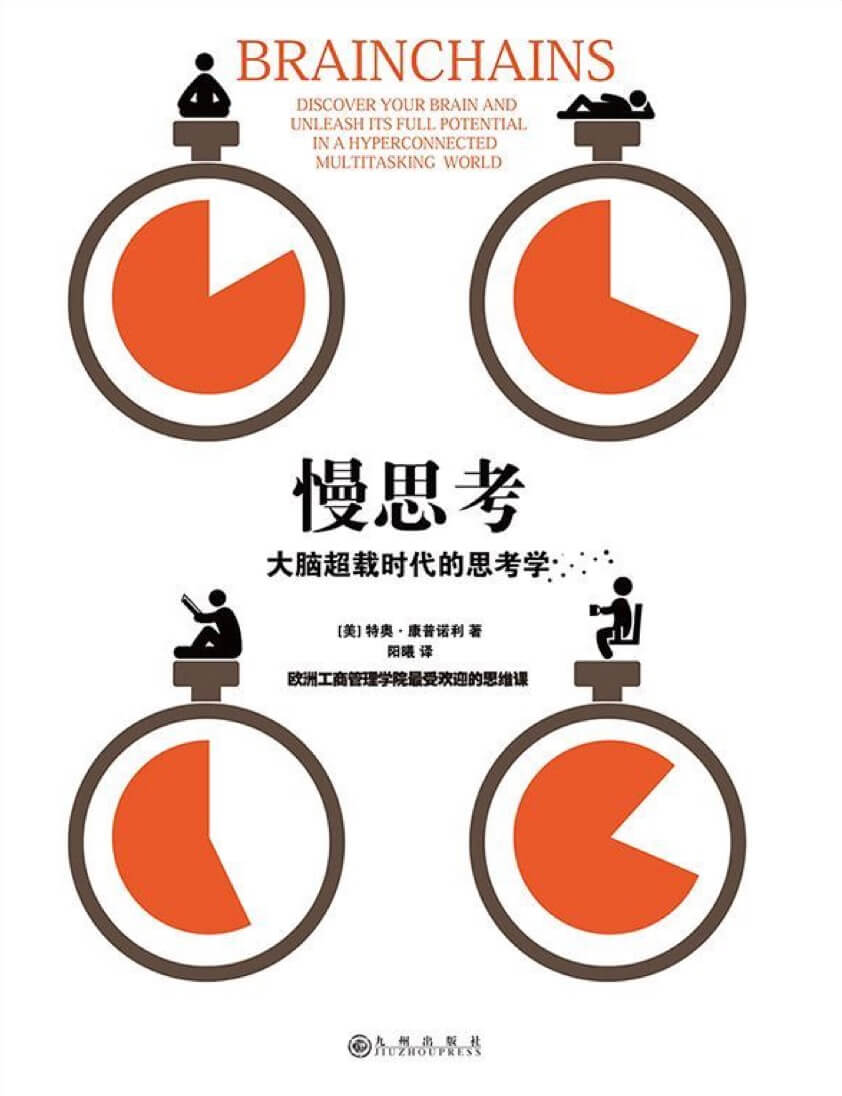 BRAINCHAINS
DISCOVER YOUR BRAIN AND
UNLEASH ITS FULL POTENTIAL
IN A HYPERCONNECTED
MULTITASKING WORLD
慢思考
大脑超载时代的思考学
[美] 特奥·康普诺利 著
阳曦 译
欧洲工商管理学院最受欢迎的思维课
九州出版社
JIUZHOUPRESS